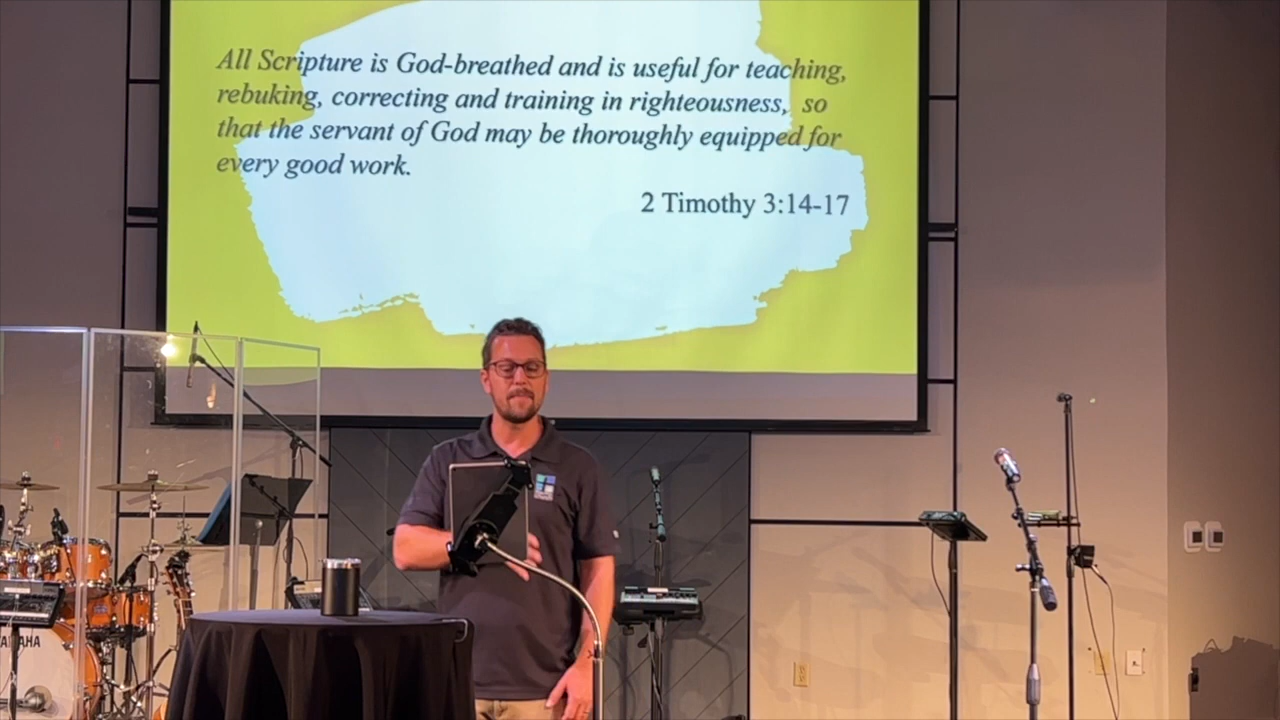 All Scripture is God-breathed and is useful for teaching,
rebuking, correcting and training in righteousness, so
that the servant of God may be thoroughly equipped for
every good work.
2 Timothy 3:14-17